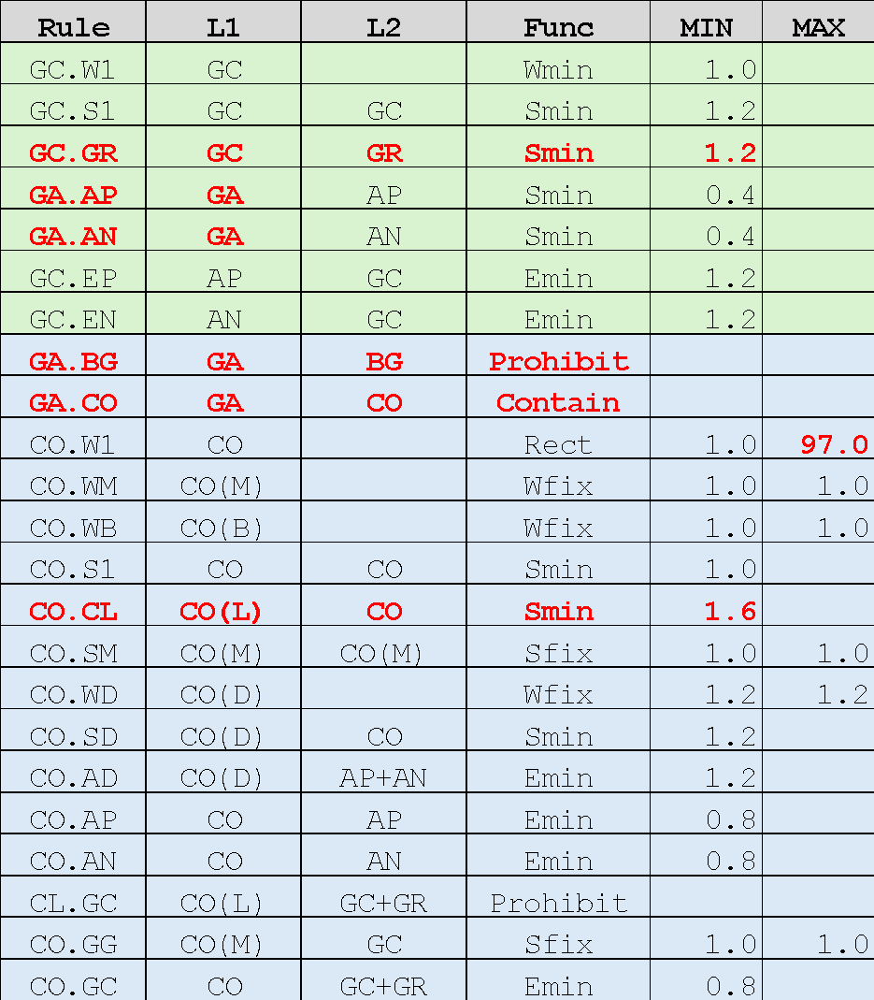 Rule L1 L2 Func MIN MAX
GC.W1 GC Wmin 1.0
GC.S1 GC GC Smin 1.2
GC.GR GC GR Smin 1.2
GA.AP GA AP Smin 0.4
GA.AN GA AN Smin 0.4
GC.EP AP GC Emin 1.2
GC.EN AN GC Emin 1.2
GA.BG GA BG Prohibit
GA.CO GA CO Contain
CO.W1 CO Rect 1.0 97.0
CO.WM CO(M) Wfix 1.0 1.0
CO.WB CO(B) Wfix 1.0 1.0
CO.S1 CO CO Smin 1.0
CO.CL CO(L) CO Smin 1.6
CO.SM CO(M) CO(M) Sfix 1.0 1.0
CO.WD CO(D) Wfix 1.2 1.2
CO.SD CO(D) CO Smin 1.2
CO.AD CO(D) AP+AN Emin 1.2
CO.AP CO AP Emin 0.8
CO.AN CO AN Emin 0.8
CL.GC CO(L) GC+GR Prohibit
CO.GG CO(M) GC Sfix 1.0 1.0
CO.GC CO GC+GR Emin 0.8